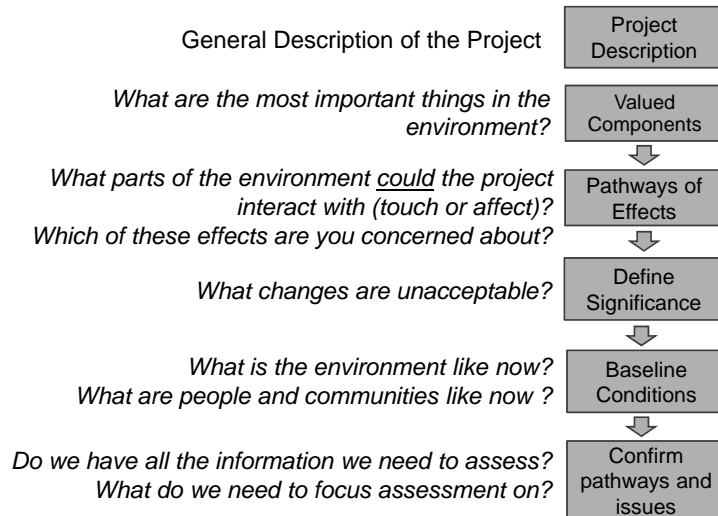 General Description of the Project
Project
Description
What are the most important things in the
environment?
Valued
Components
What parts of the environment could the project
interact with (touch or affect)?
Which of these effects are you concerned about?
Pathways of
Effects
What changes are unacceptable?
Define
Significance
What is the environment like now?
What are people and communities like now ?
Baseline
Conditions
Do we have all the information we need to assess?
What do we need to focus assessment on?
Confirm
pathways and
issues